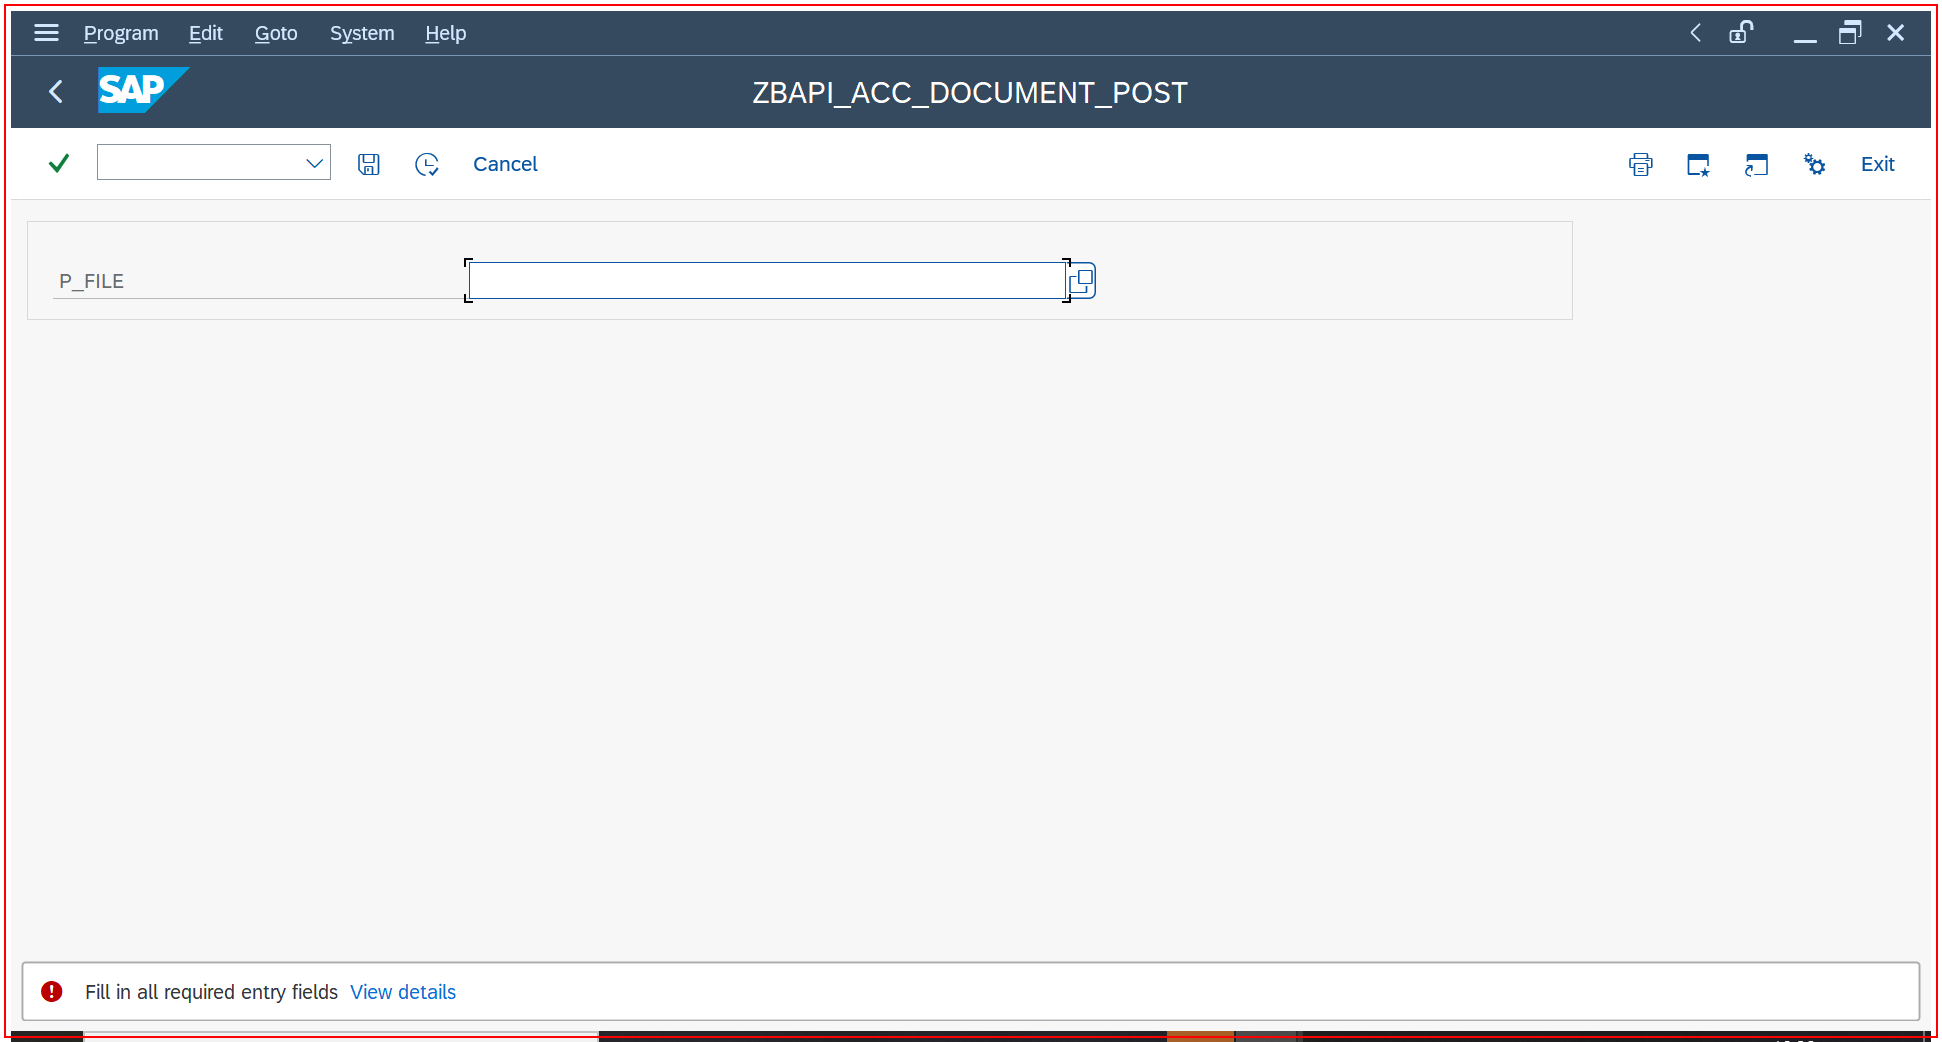 Program Edit Goto System Help
SAP
ZBAPI_ACC_DOCUMENT_POST
Cancel
Exit
P_FILE
Fill in all required entry fields View details